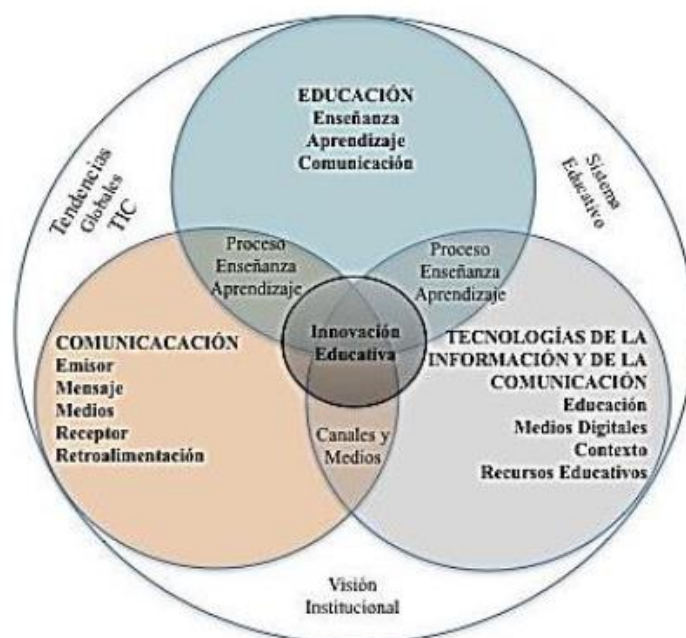 EDUCACIÓN
Enseñanza
Aprendizaje
Comunicación
Tendencias
Globales
TIC
Sistema
Educativo
Proceso
Enseñanza
Aprendizaje
Proceso
Enseñanza
Aprendizaje
Innovación
Educativa
COMUNICACACIÓN
Emisor
Mensaje
Medios
Receptor
Retroalimentación
TECNOLOGÍAS DE LA
INFORMACIÓN Y DE LA
COMUNICACIÓN
Educación
Medios Digitales
Contexto
Recursos Educativos
Canales y
Medios
Visión
Institucional